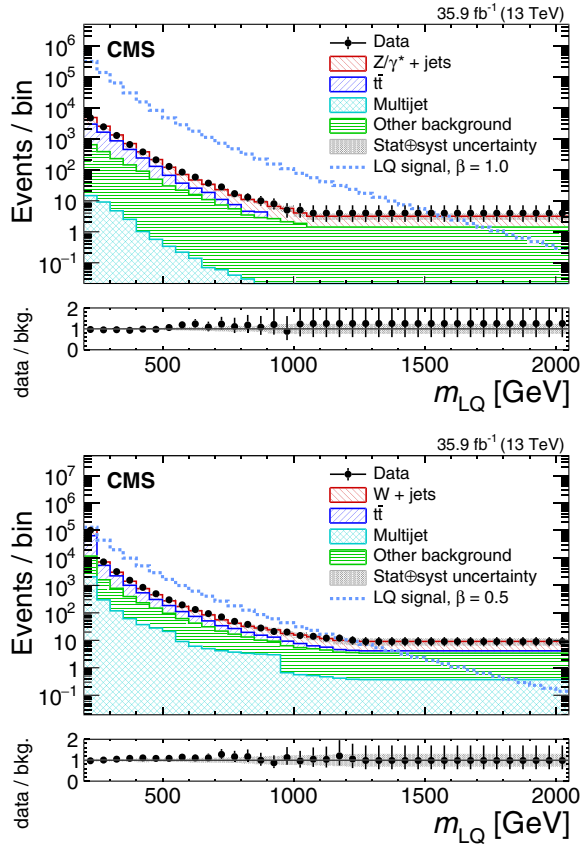 35.9 fb⁻¹ (13 TeV)
CMS
Data
Z/γ* + jets
tt̄
Multijet
Other background
Stat⊕syst uncertainty
LQ signal, β = 1.0
Events / bin
10⁶
10⁵
10⁴
10³
10²
10
1
10⁻¹
data / bkg.
2
1
0
500 1000 1500 2000
m_LQ [GeV]
35.9 fb⁻¹ (13 TeV)
CMS
Data
W + jets
tt̄
Multijet
Other background
Stat⊕syst uncertainty
LQ signal, β = 0.5
Events / bin
10⁷
10⁶
10⁵
10⁴
10³
10²
10
1
10⁻¹
data / bkg.
2
1
0
500 1000 1500 2000
m_LQ [GeV]